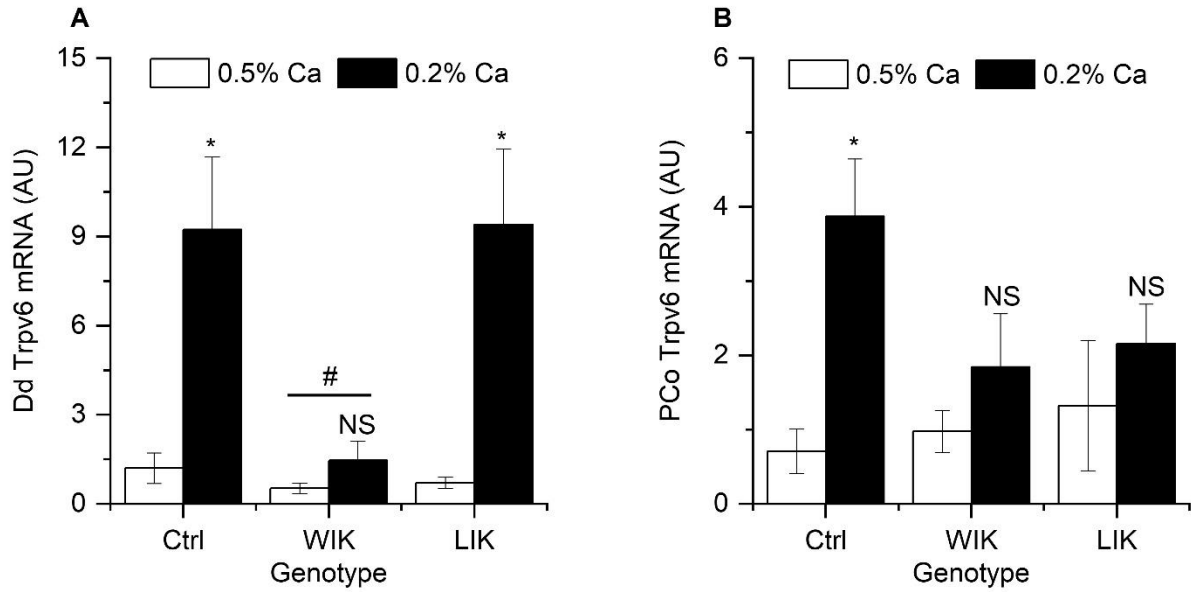 A
Dd Trpv6 mRNA (AU)
15
12
9
6
3
0
0.5% Ca
0.2% Ca
*
#
NS
*
Ctrl
WIK
LIK
Genotype
B
PCo Trpv6 mRNA (AU)
6
4
2
0
0.5% Ca
0.2% Ca
*
NS
NS
Ctrl
WIK
LIK
Genotype